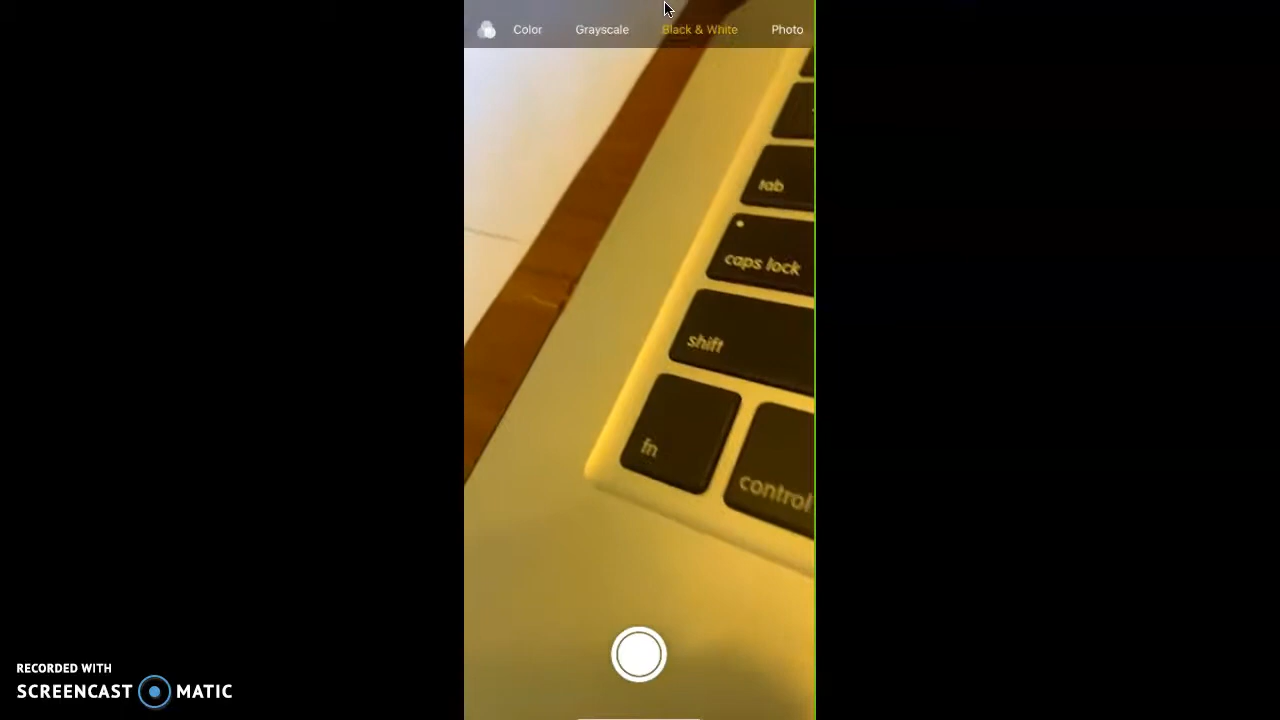 Color Grayscale Black & White Photo
tab
caps lock
shift
fn
control
RECORDED WITH
SCREENCAST MATIC